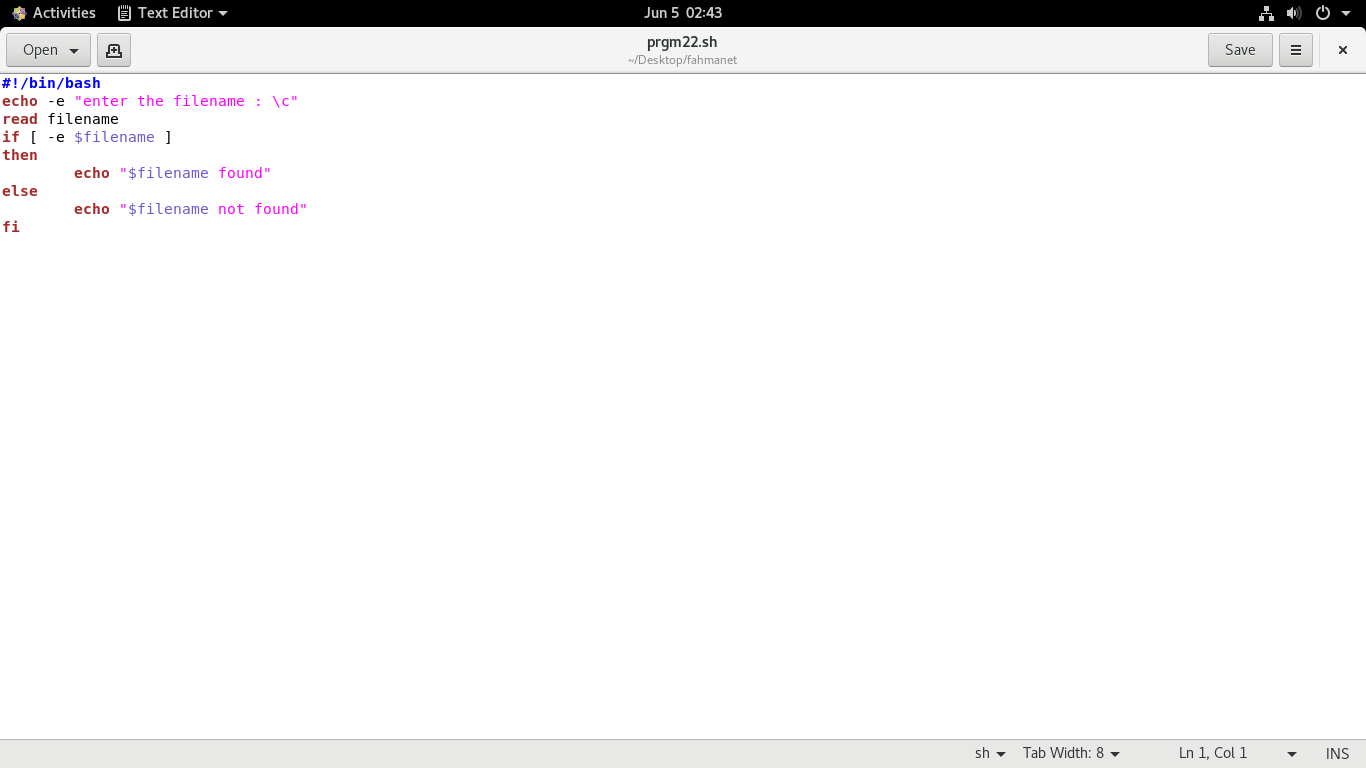 Activities Text Editor Jun 5 02:43
Open prgm22.sh Save
~/Desktop/fahmanet
#!/bin/bash
echo -e "enter the filename : \c"
read filename
if [ -e $filename ]
then
        echo "$filename found"
else
        echo "$filename not found"
fi
sh Tab Width: 8 Ln 1, Col 1 INS